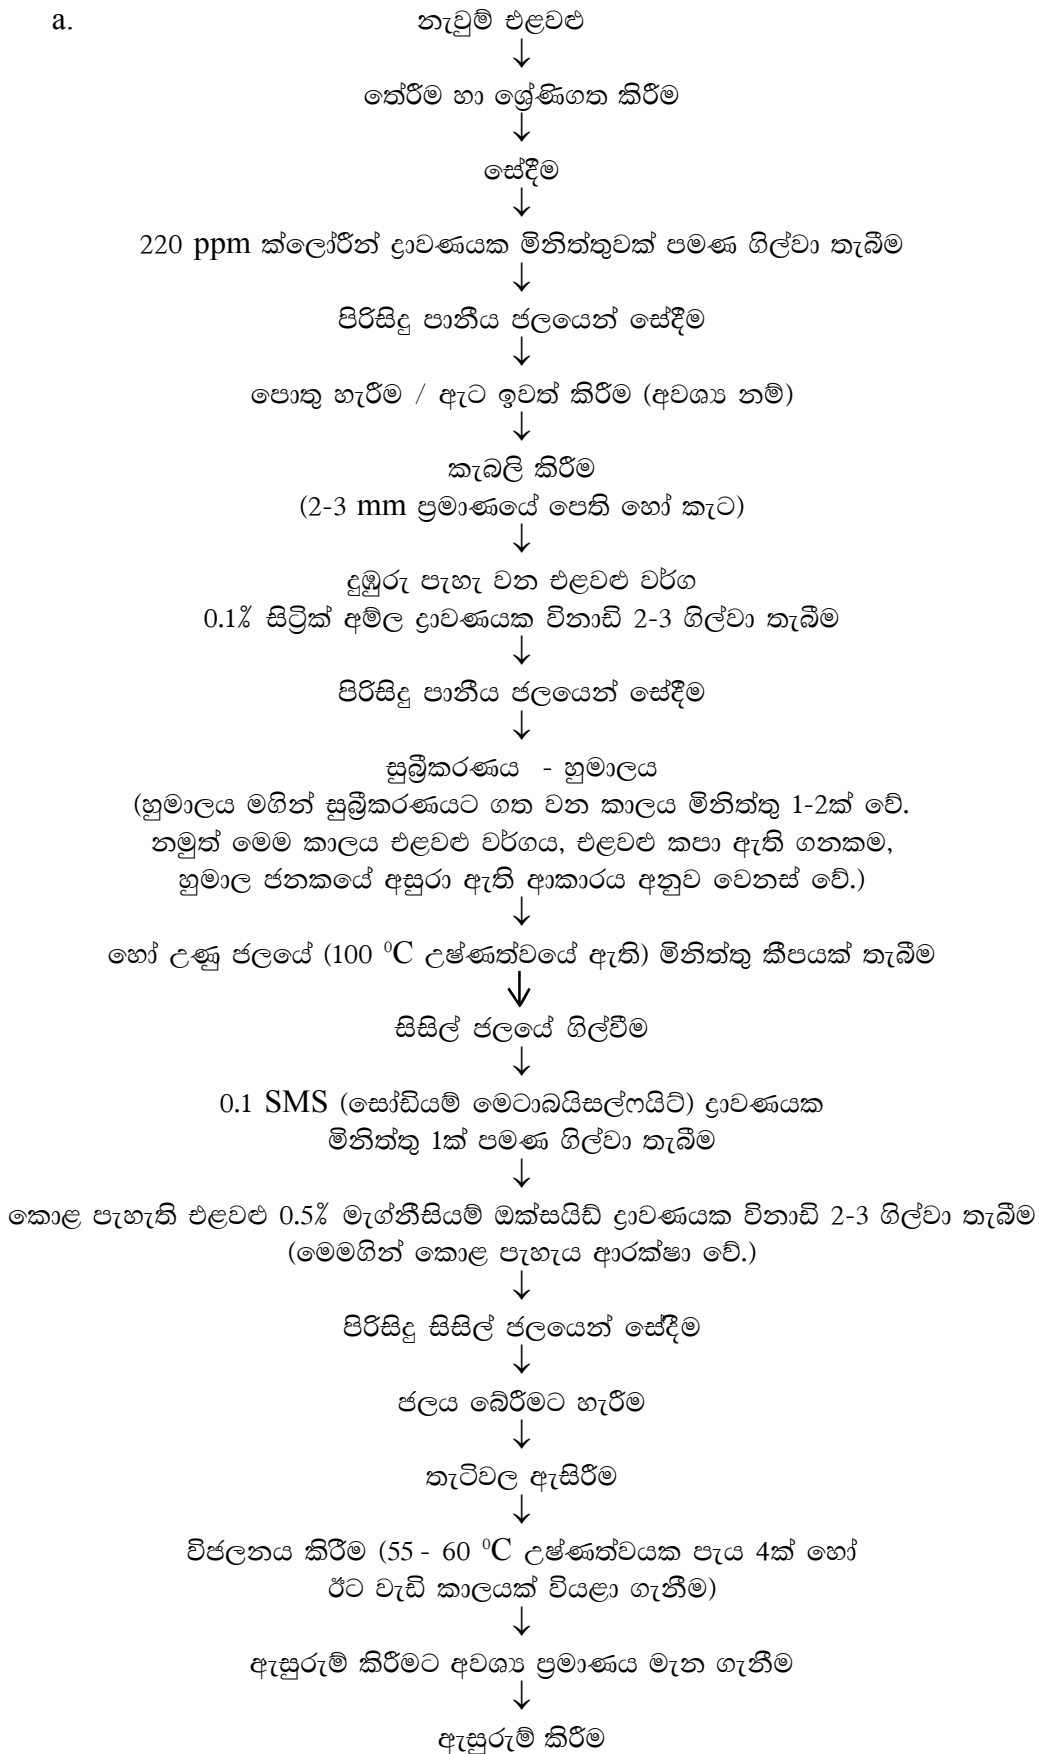 a. නැවුම් එළවළු
↓
තේරීම හා ශ්‍රේණිගත කිරීම
↓
සේදීම
↓
220 ppm ක්ලෝරීන් ද්‍රාවණයක මිනිත්තුවක් පමණ ගිල්වා තැබීම
↓
පිරිසිදු පානීය ජලයෙන් සේදීම
↓
පොතු හැරීම / ඇට ඉවත් කිරීම (අවශ්‍ය නම්)
↓
කැබලි කිරීම
(2-3 mm ප්‍රමාණයේ පෙති හෝ කැට)
↓
දුඹුරු පැහැ වන එළවළු වර්ග
0.1% සිට්‍රික් අම්ල ද්‍රාවණයක විනාඩි 2-3 ගිල්වා තැබීම
↓
පිරිසිදු පානීය ජලයෙන් සේදීම
↓
සුබ්‍රීකරණය - හුමාලය
(හුමාලය මගින් සුබ්‍රීකරණයට ගත වන කාලය මිනිත්තු 1-2ක් වේ.
නමුත් මෙම කාලය එළවළු වර්ගය, එළවළු කපා ඇති ගනකම,
හුමාල ජනකයේ අසුරා ඇති ආකාරය අනුව වෙනස් වේ.)
↓
හෝ උණු ජලයේ (100 ⁰C උෂ්ණත්වයේ ඇති) මිනිත්තු කීපයක් තැබීම
↓
සිසිල් ජලයේ ගිල්වීම
↓
0.1 SMS (සෝඩියම් මෙටාබයිසල්ෆයිට්) ද්‍රාවණයක
මිනිත්තු 1ක් පමණ ගිල්වා තැබීම
↓
කොළ පැහැති එළවළු 0.5% මැග්නීසියම් ඔක්සයිඩ් ද්‍රාවණයක විනාඩි 2-3 ගිල්වා තැබීම
(මෙමගින් කොළ පැහැය ආරක්ෂා වේ.)
↓
පිරිසිදු සිසිල් ජලයෙන් සේදීම
↓
ජලය බේරීමට හැරීම
↓
තැටිවල ඇසිරීම
↓
විජලනය කිරීම (55 - 60 ⁰C උෂ්ණත්වයක පැය 4ක් හෝ
ඊට වැඩි කාලයක් වියළා ගැනීම)
↓
ඇසුරුම් කිරීමට අවශ්‍ය ප්‍රමාණය මැන ගැනීම
↓
ඇසුරුම් කිරීම